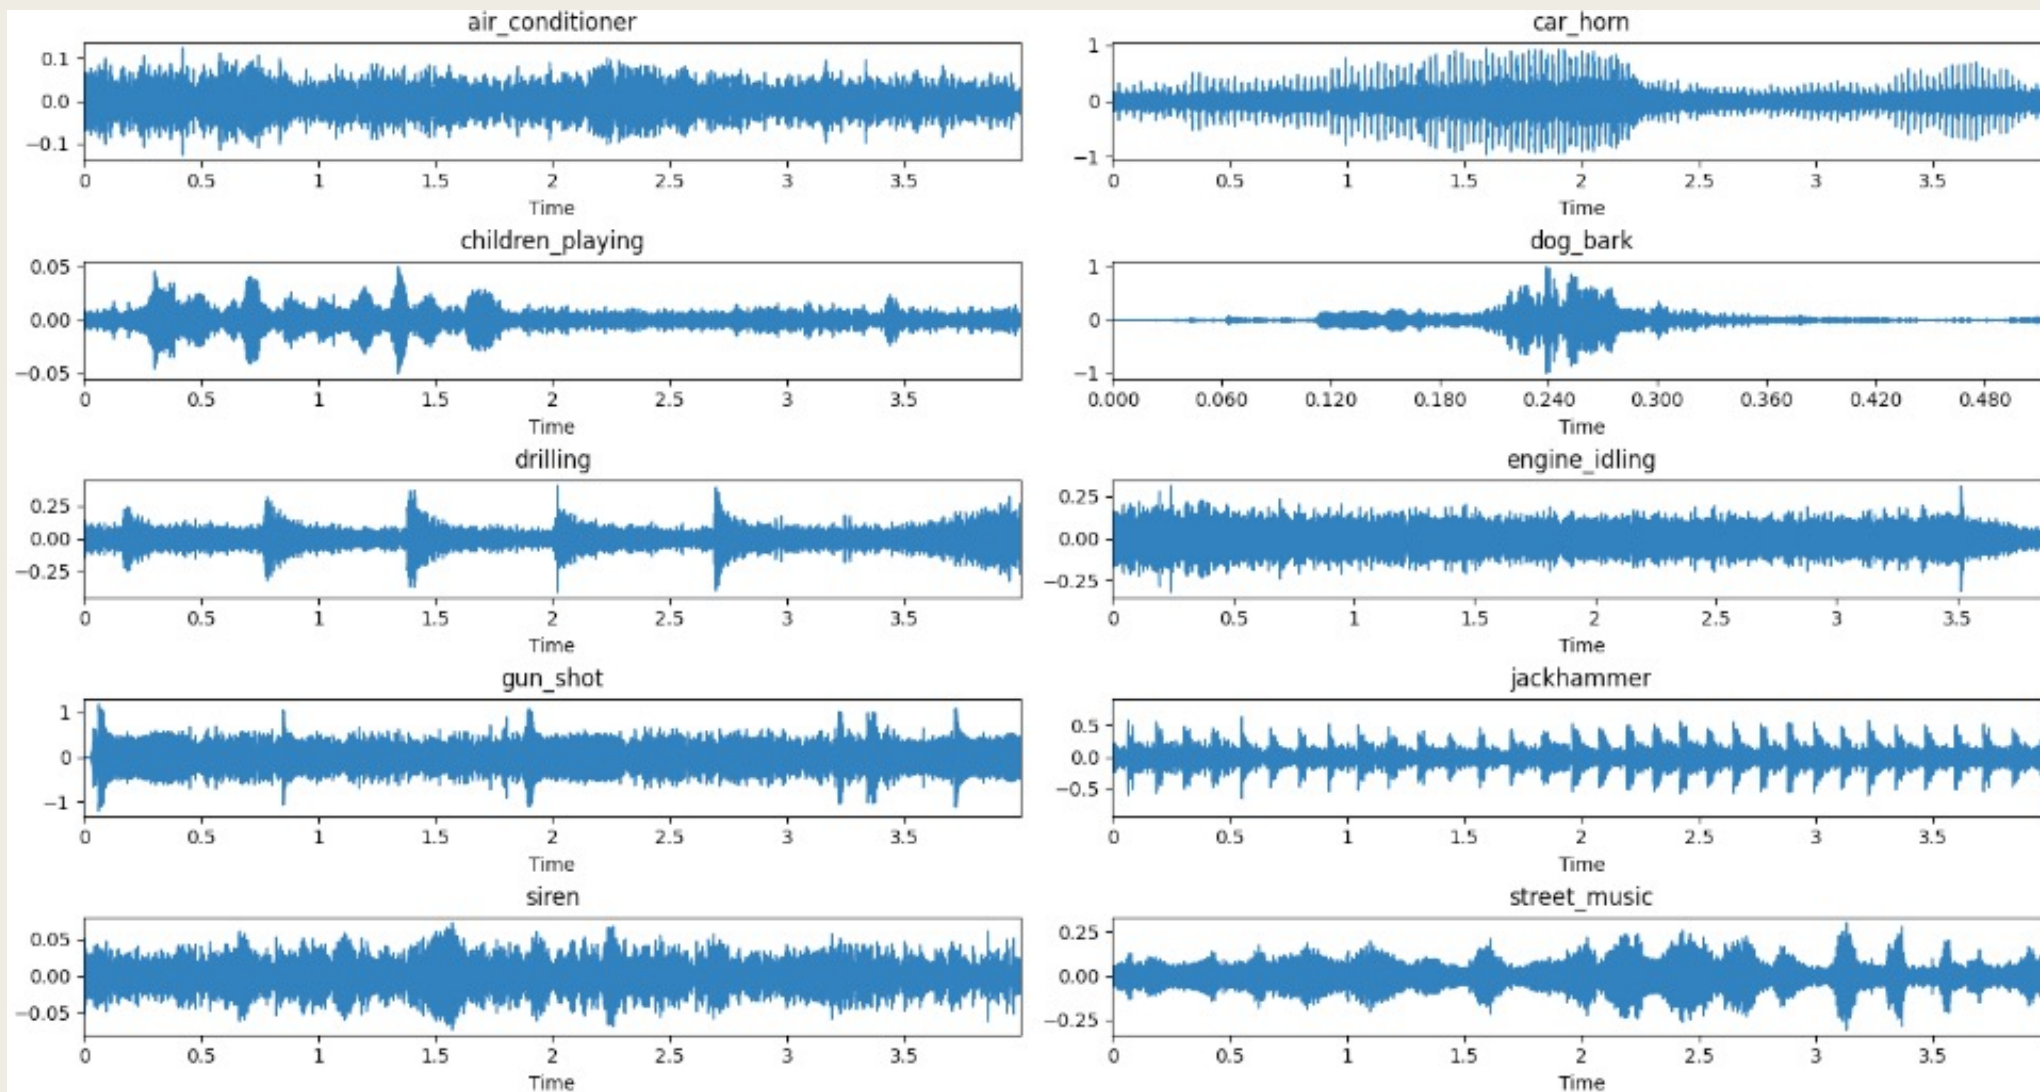 air_conditioner
0.1
0.0
−0.1
0 0.5 1 1.5 2 2.5 3 3.5
Time
car_horn
1
0
−1
0 0.5 1 1.5 2 2.5 3 3.5
Time
children_playing
0.05
0.00
−0.05
0 0.5 1 1.5 2 2.5 3 3.5
Time
dog_bark
1
0
−1
0.000 0.060 0.120 0.180 0.240 0.300 0.360 0.420 0.480
Time
drilling
0.25
0.00
−0.25
0 0.5 1 1.5 2 2.5 3 3.5
Time
engine_idling
0.25
0.00
−0.25
0 0.5 1 1.5 2 2.5 3 3.5
Time
gun_shot
1
0
−1
0 0.5 1 1.5 2 2.5 3 3.5
Time
jackhammer
0.5
0.0
−0.5
0 0.5 1 1.5 2 2.5 3 3.5
Time
siren
0.05
0.00
−0.05
0 0.5 1 1.5 2 2.5 3 3.5
Time
street_music
0.25
0.00
−0.25
0 0.5 1 1.5 2 2.5 3 3.5
Time